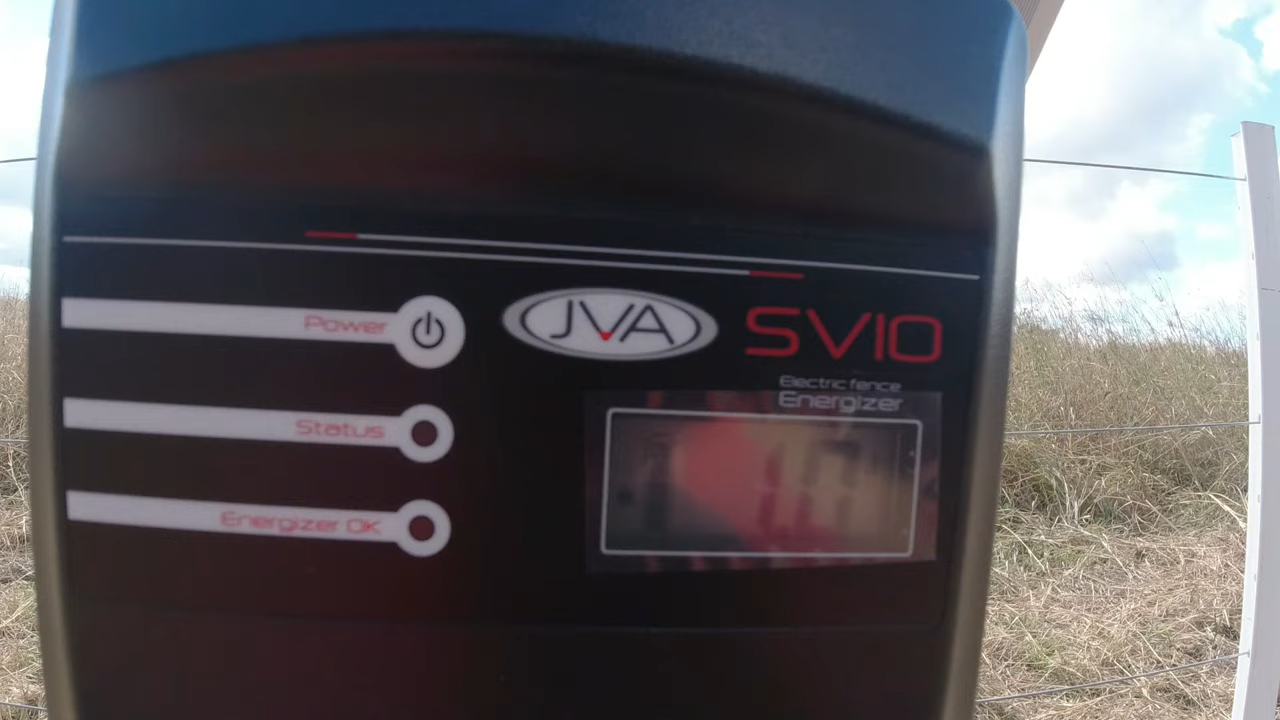 Power
JVA SV10
Electric fence
Energizer
Status
Energizer OK